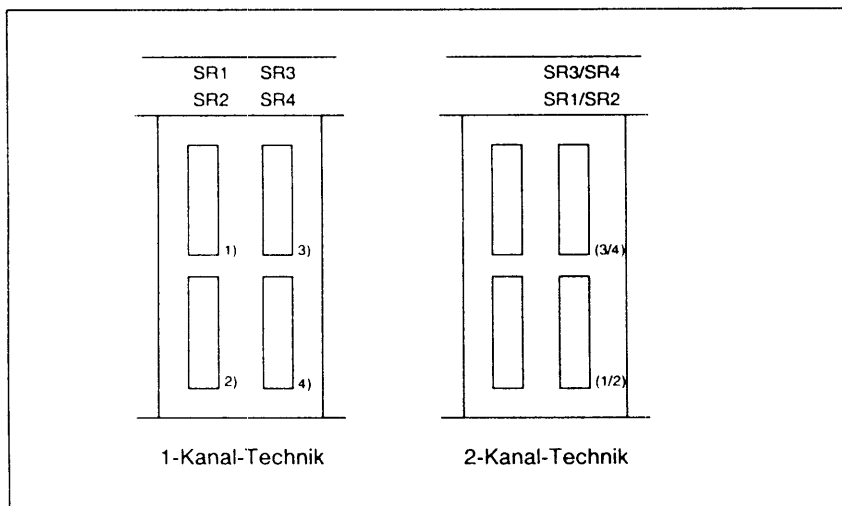 SR1 SR3
SR2 SR4
1) 3)
2) 4)
1-Kanal-Technik
SR3/SR4
SR1/SR2
(3/4)
(1/2)
2-Kanal-Technik